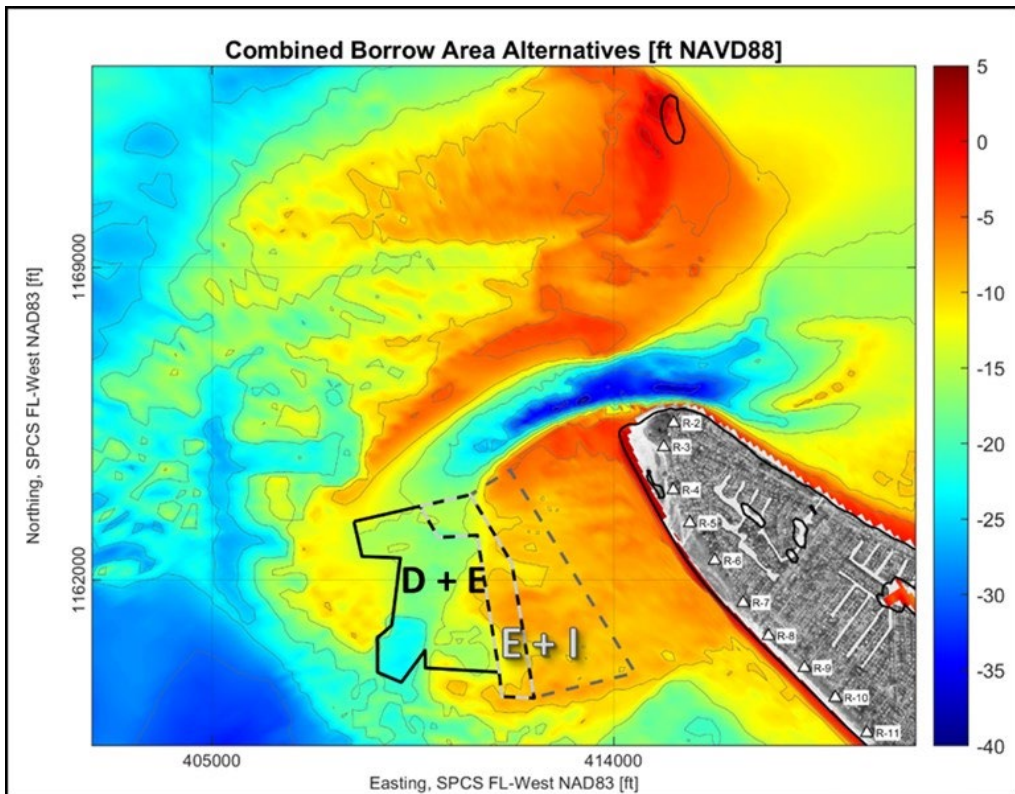 Combined Borrow Area Alternatives [ft NAVD88]
5
0
-5
-10
-15
-20
-25
-30
-35
-40
1169000
1162000
Northing, SPCS FL-West NAD83 [ft]
R-2
R-3
R-4
R-5
R-6
R-7
R-8
R-9
R-10
R-11
D + E
E + I
405000
414000
Easting, SPCS FL-West NAD83 [ft]